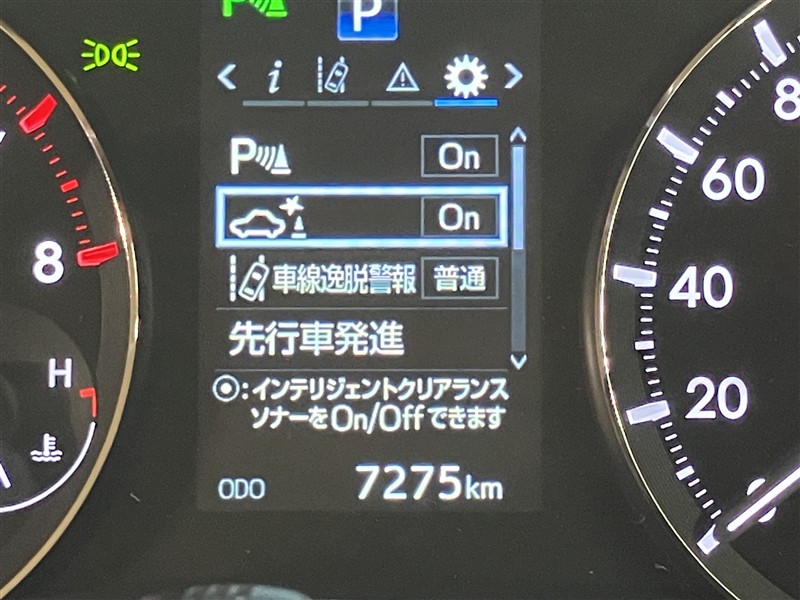 P
P
i
P On
On
車線逸脱警報 普通
先行車発進
:インテリジェントクリアランス
ソナーをOn/Offできます
ODO 7275km
8
H
8
60
40
20